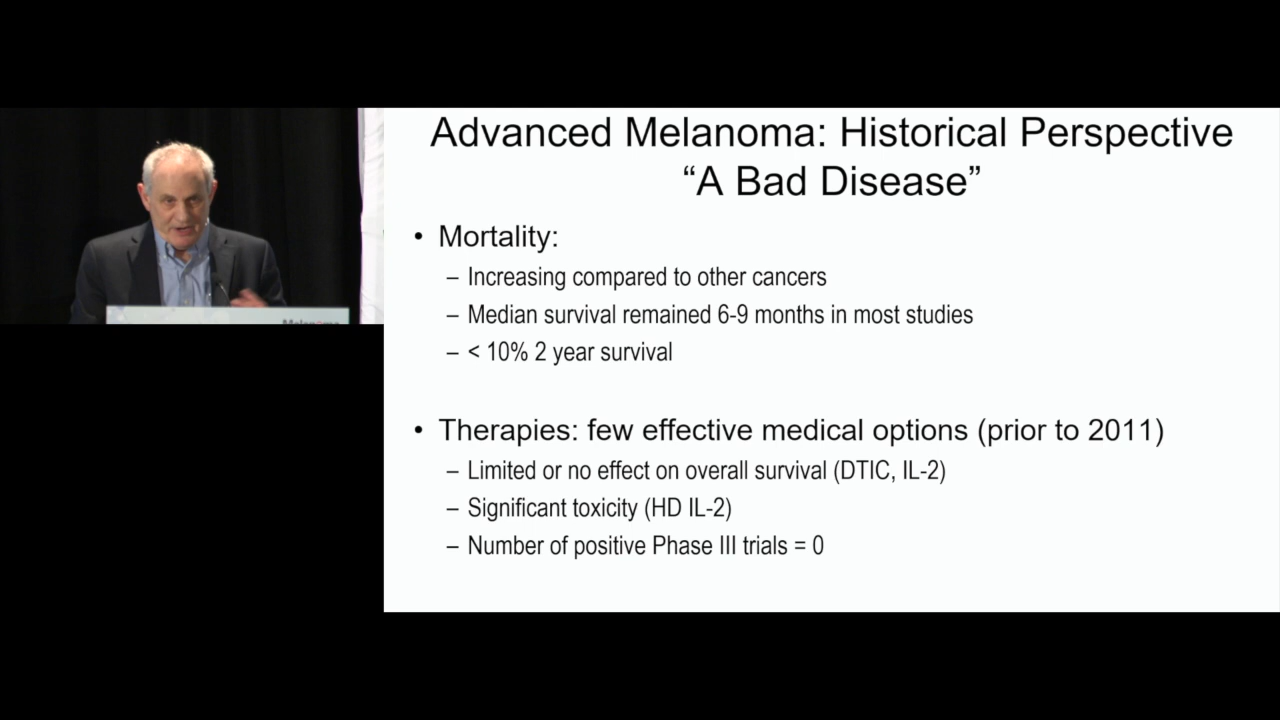 Advanced Melanoma: Historical Perspective
“A Bad Disease”
• Mortality:
– Increasing compared to other cancers
– Median survival remained 6-9 months in most studies
– < 10% 2 year survival
• Therapies: few effective medical options (prior to 2011)
– Limited or no effect on overall survival (DTIC, IL-2)
– Significant toxicity (HD IL-2)
– Number of positive Phase III trials = 0